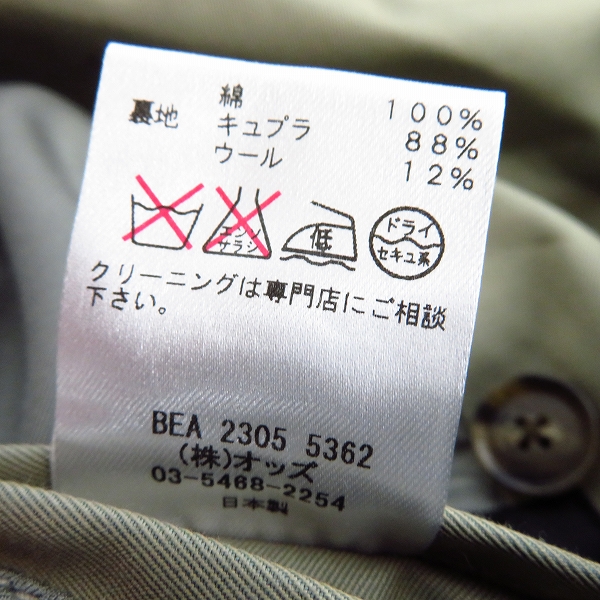 綿 100%
裏地 キュプラ 88%
ウール 12%
エンソ
サラシ
低
ドライ
セキユ系
クリーニングは専門店にご相談
下さい。
BEA 2305 5362
(株)オッズ
03-5468-2254
日本製